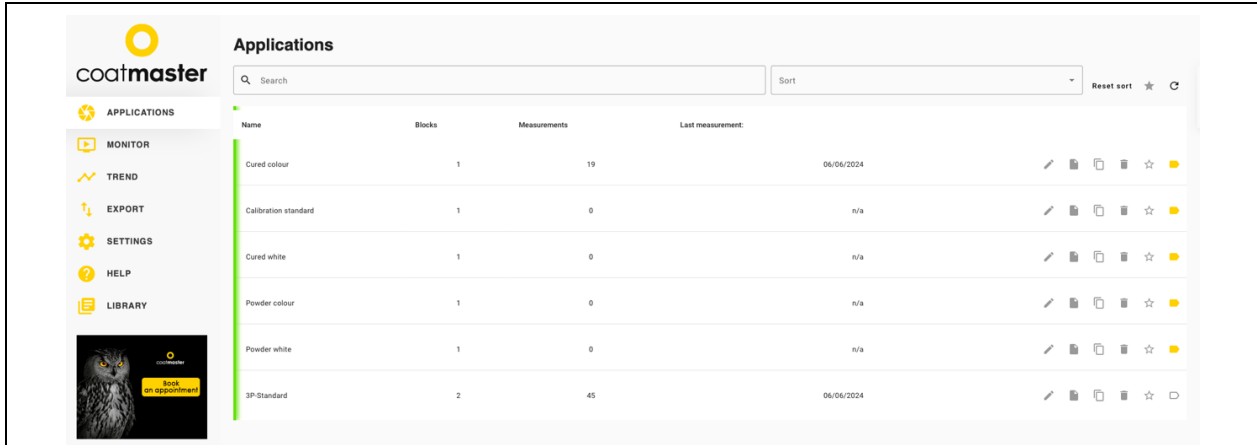 coatmaster
APPLICATIONS
MONITOR
TREND
EXPORT
SETTINGS
HELP
LIBRARY
coatmaster
Book
an appointment
Applications
Search
Sort
Reset sort
Name Blocks Measurements Last measurement:
Cured colour 1 19 06/06/2024
Calibration standard 1 0 n/a
Cured white 1 0 n/a
Powder colour 1 0 n/a
Powder white 1 0 n/a
3P-Standard 2 45 06/06/2024